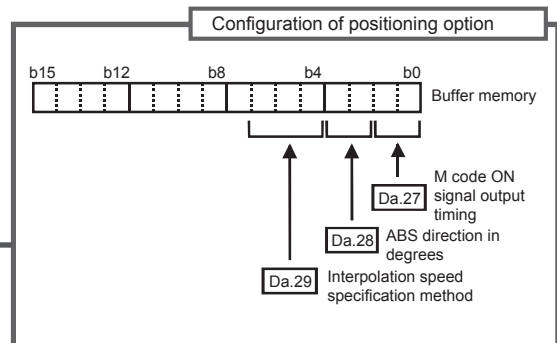 Configuration of positioning option
b15 b12 b8 b4 b0
Buffer memory
Da.27 M code ON
signal output
timing
Da.28 ABS direction in
degrees
Da.29 Interpolation speed
specification method